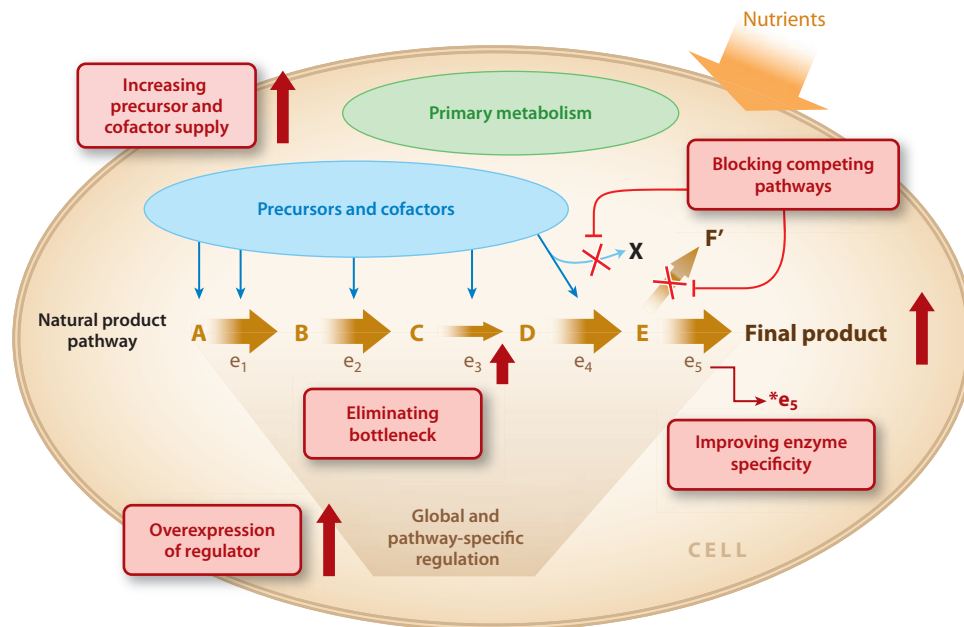 Nutrients
Increasing
precursor and
cofactor supply
Primary metabolism
Blocking competing
pathways
Precursors and cofactors
X
F’
Natural product
pathway
A
B
C
D
E
Final product
e1
e2
e3
e4
e5
*e5
Eliminating
bottleneck
Improving enzyme
specificity
Overexpression
of regulator
Global and
pathway-specific
regulation
CELL